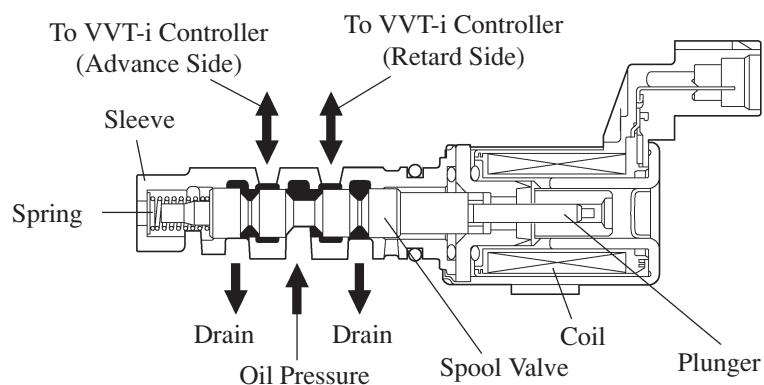 To VVT-i Controller
(Advance Side)
To VVT-i Controller
(Retard Side)
Sleeve
Spring
Drain
Oil Pressure
Drain
Spool Valve
Coil
Plunger